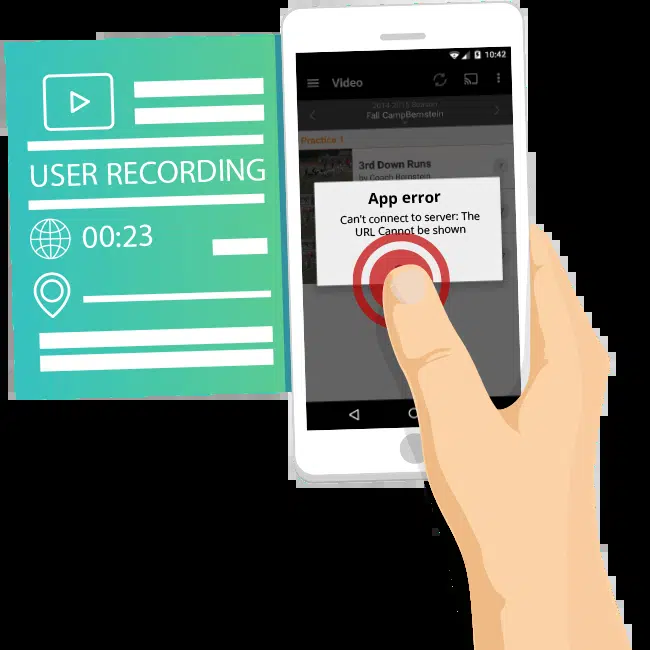 USER RECORDING
00:23
10:42
Video
2014-2015 Season
Fall CampBernstein
Practice 1
3rd Down Runs
by Coach Bernstein
App error
Can't connect to server: The
URL Cannot be shown